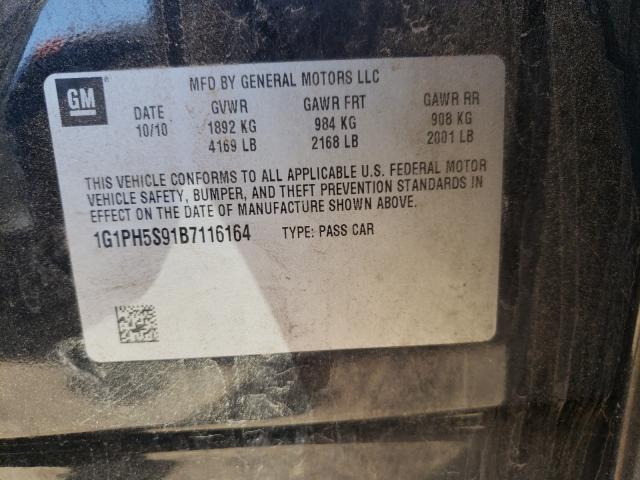 GM
MFD BY GENERAL MOTORS LLC
DATE GVWR GAWR FRT GAWR RR
10/10 1892 KG 984 KG 908 KG
4169 LB 2168 LB 2001 LB
THIS VEHICLE CONFORMS TO ALL APPLICABLE U.S. FEDERAL MOTOR
VEHICLE SAFETY, BUMPER, AND THEFT PREVENTION STANDARDS IN
EFFECT ON THE DATE OF MANUFACTURE SHOWN ABOVE.
1G1PH5S91B7116164 TYPE: PASS CAR